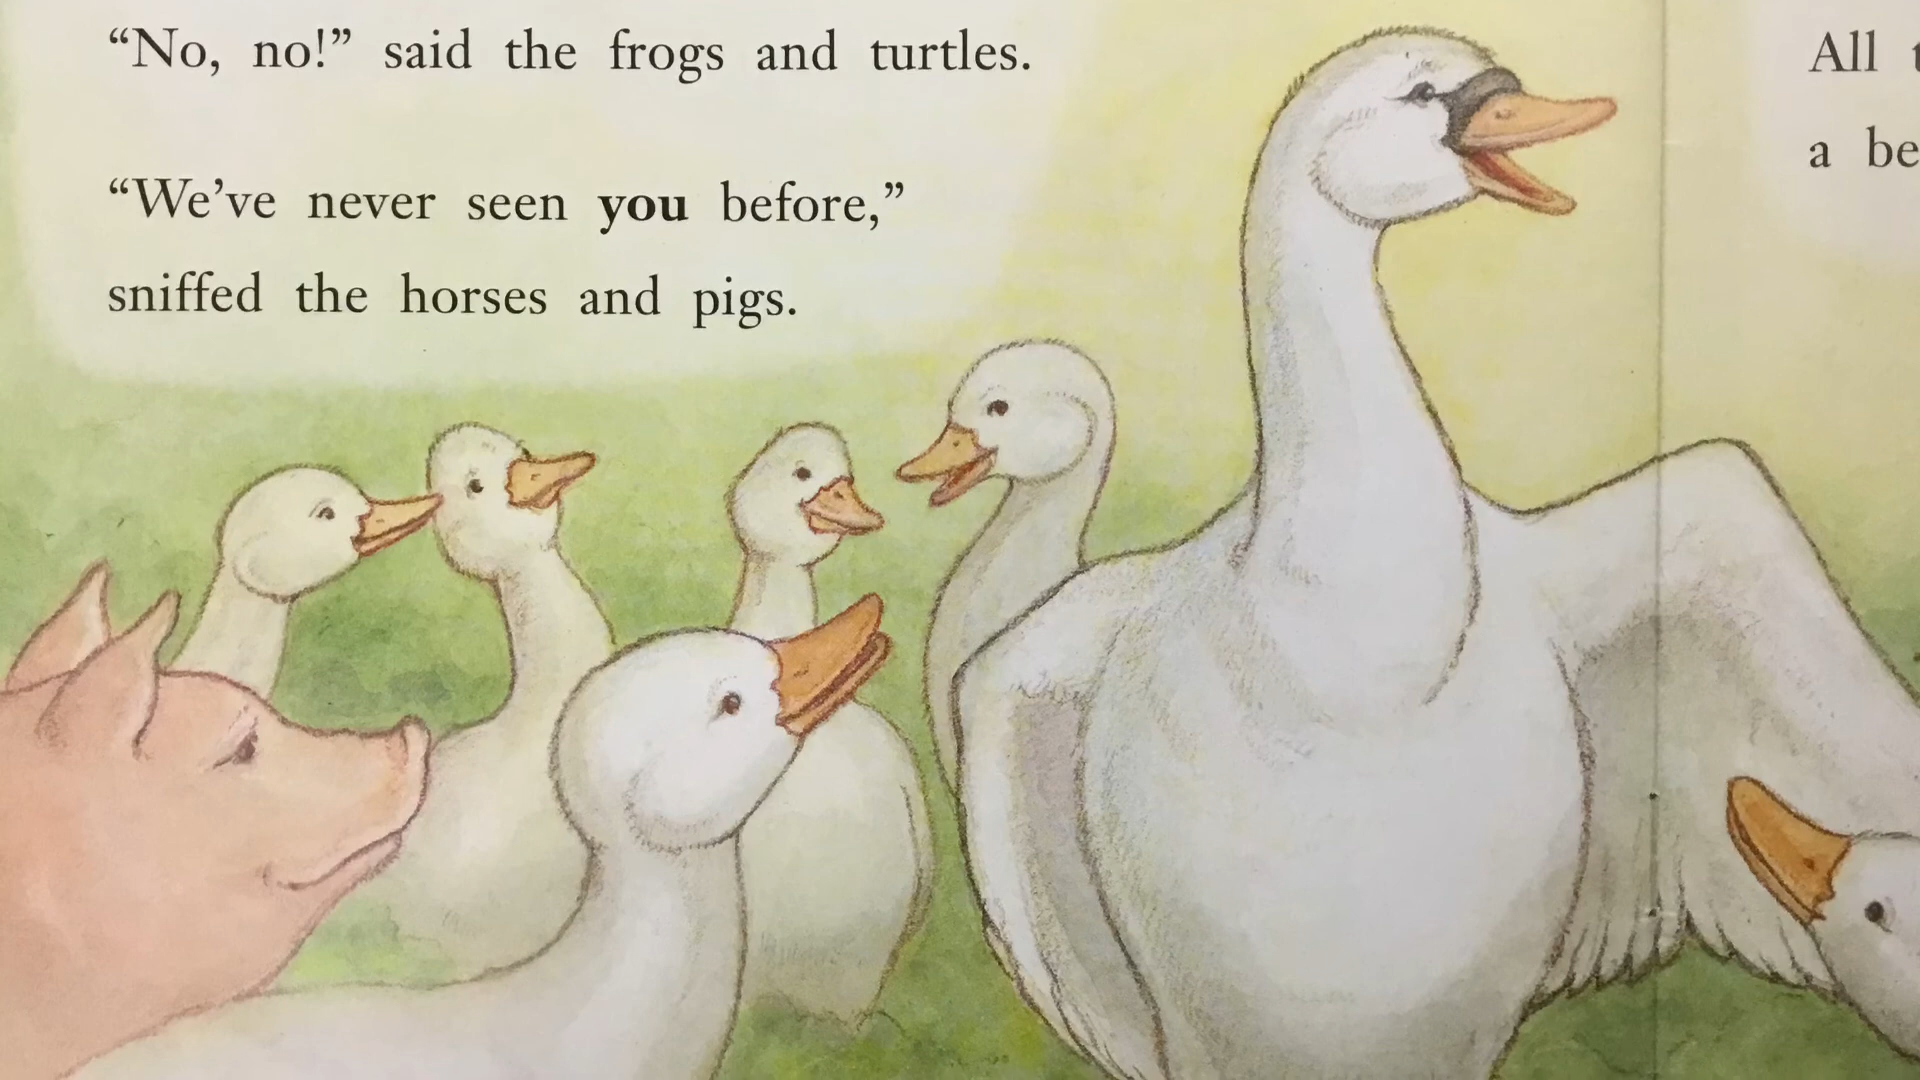 “No, no!” said the frogs and turtles.
“We’ve never seen you before,”
sniffed the horses and pigs.
All
a